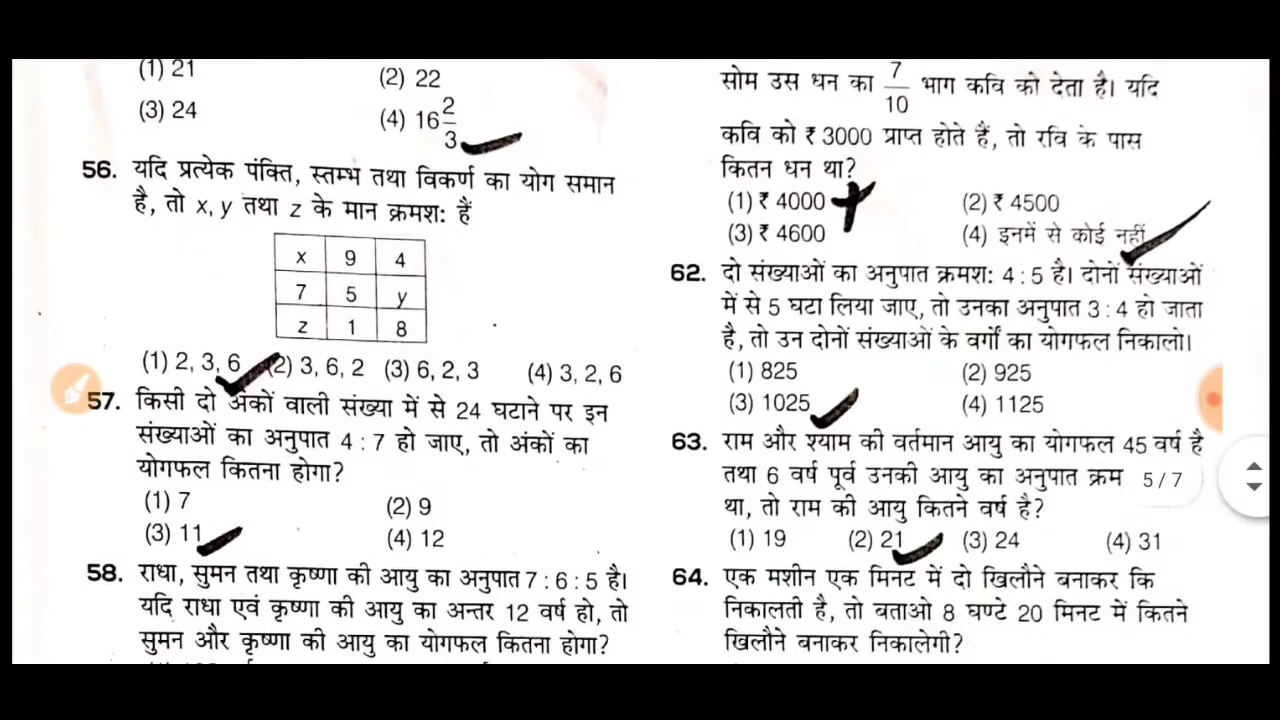 (1) 21 (2) 22
(3) 24 (4) 16 2/3
56. यदि प्रत्येक पंक्ति, स्तम्भ तथा विकर्ण का योग समान
है, तो x, y तथा z के मान क्रमश: हैं
x 9 4
7 5 y
z 1 8
(1) 2, 3, 6 (2) 3, 6, 2 (3) 6, 2, 3 (4) 3, 2, 6
57. किसी दो अंकों वाली संख्या में से 24 घटाने पर इन
संख्याओं का अनुपात 4 : 7 हो जाए, तो अंकों का
योगफल कितना होगा?
(1) 7 (2) 9
(3) 11 (4) 12
58. राधा, सुमन तथा कृष्णा की आयु का अनुपात 7 : 6 : 5 है।
यदि राधा एवं कृष्णा की आयु का अन्तर 12 वर्ष हो, तो
सुमन और कृष्णा की आयु का योगफल कितना होगा?
सोम उस धन का 7/10 भाग कवि को देता है। यदि
कवि को ₹ 3000 प्राप्त होते हैं, तो रवि के पास
कितन धन था?
(1) ₹ 4000 (2) ₹ 4500
(3) ₹ 4600 (4) इनमें से कोई नहीं
62. दो संख्याओं का अनुपात क्रमश: 4 : 5 है। दोनों संख्याओं
में से 5 घटा लिया जाए, तो उनका अनुपात 3 : 4 हो जाता
है, तो उन दोनों संख्याओं के वर्गों का योगफल निकालो।
(1) 825 (2) 925
(3) 1025 (4) 1125
63. राम और श्याम की वर्तमान आयु का योगफल 45 वर्ष है
तथा 6 वर्ष पूर्व उनकी आयु का अनुपात क्रम 5 / 7
था, तो राम की आयु कितने वर्ष है?
(1) 19 (2) 21 (3) 24 (4) 31
64. एक मशीन एक मिनट में दो खिलौने बनाकर कि
निकालती है, तो बताओ 8 घण्टे 20 मिनट में कितने
खिलौने बनाकर निकालेगी?